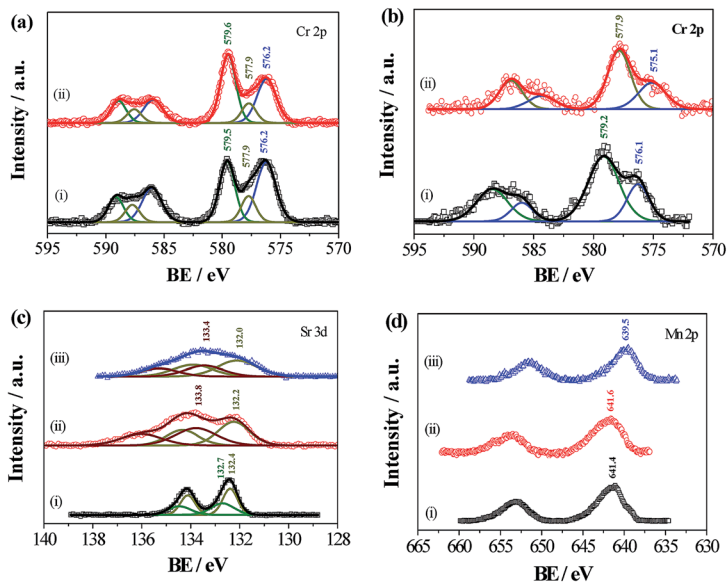 (a)
Cr 2p
579.6
577.9
576.2
(ii)
579.5
577.9
576.2
(i)
Intensity / a.u.
595 590 585 580 575 570
BE / eV
(b)
Cr 2p
577.9
575.1
(ii)
579.2
576.1
(i)
Intensity / a.u.
595 590 585 580 575 570
BE / eV
(c)
Sr 3d
133.4
132.0
(iii)
133.8
132.2
(ii)
132.7
132.4
(i)
Intensity / a.u.
140 138 136 134 132 130 128
BE / eV
(d)
Mn 2p
639.5
(iii)
641.6
(ii)
641.4
(i)
Intensity / a.u.
665 660 655 650 645 640 635 630
BE / eV